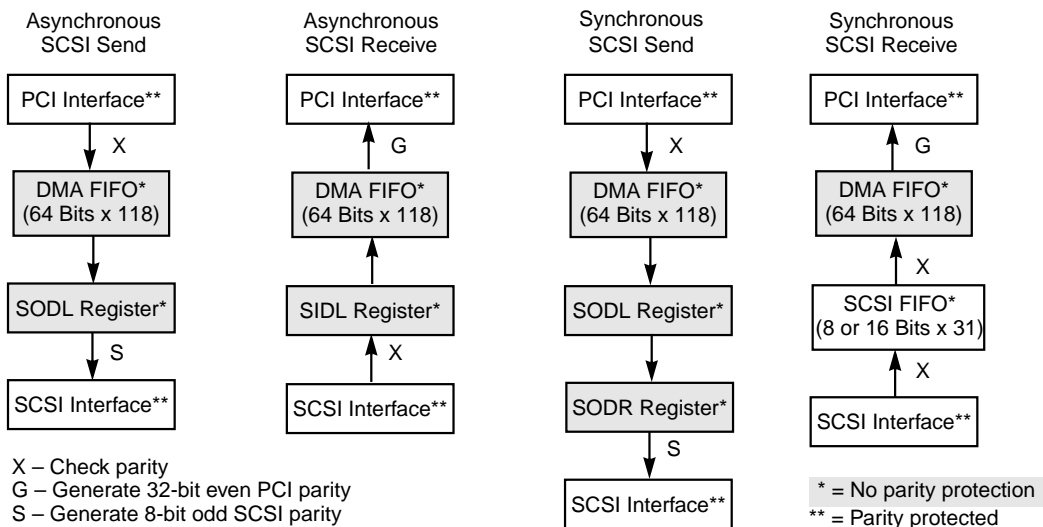 Asynchronous
SCSI Send
PCI Interface**
X
DMA FIFO*
(64 Bits x 118)
SODL Register*
S
SCSI Interface**
Asynchronous
SCSI Receive
PCI Interface**
G
DMA FIFO*
(64 Bits x 118)
SIDL Register*
X
SCSI Interface**
Synchronous
SCSI Send
PCI Interface**
X
DMA FIFO*
(64 Bits x 118)
SODL Register*
SODR Register*
S
SCSI Interface**
Synchronous
SCSI Receive
PCI Interface**
G
DMA FIFO*
(64 Bits x 118)
X
SCSI FIFO*
(8 or 16 Bits x 31)
X
SCSI Interface**
X – Check parity
G – Generate 32-bit even PCI parity
S – Generate 8-bit odd SCSI parity
* = No parity protection
** = Parity protected